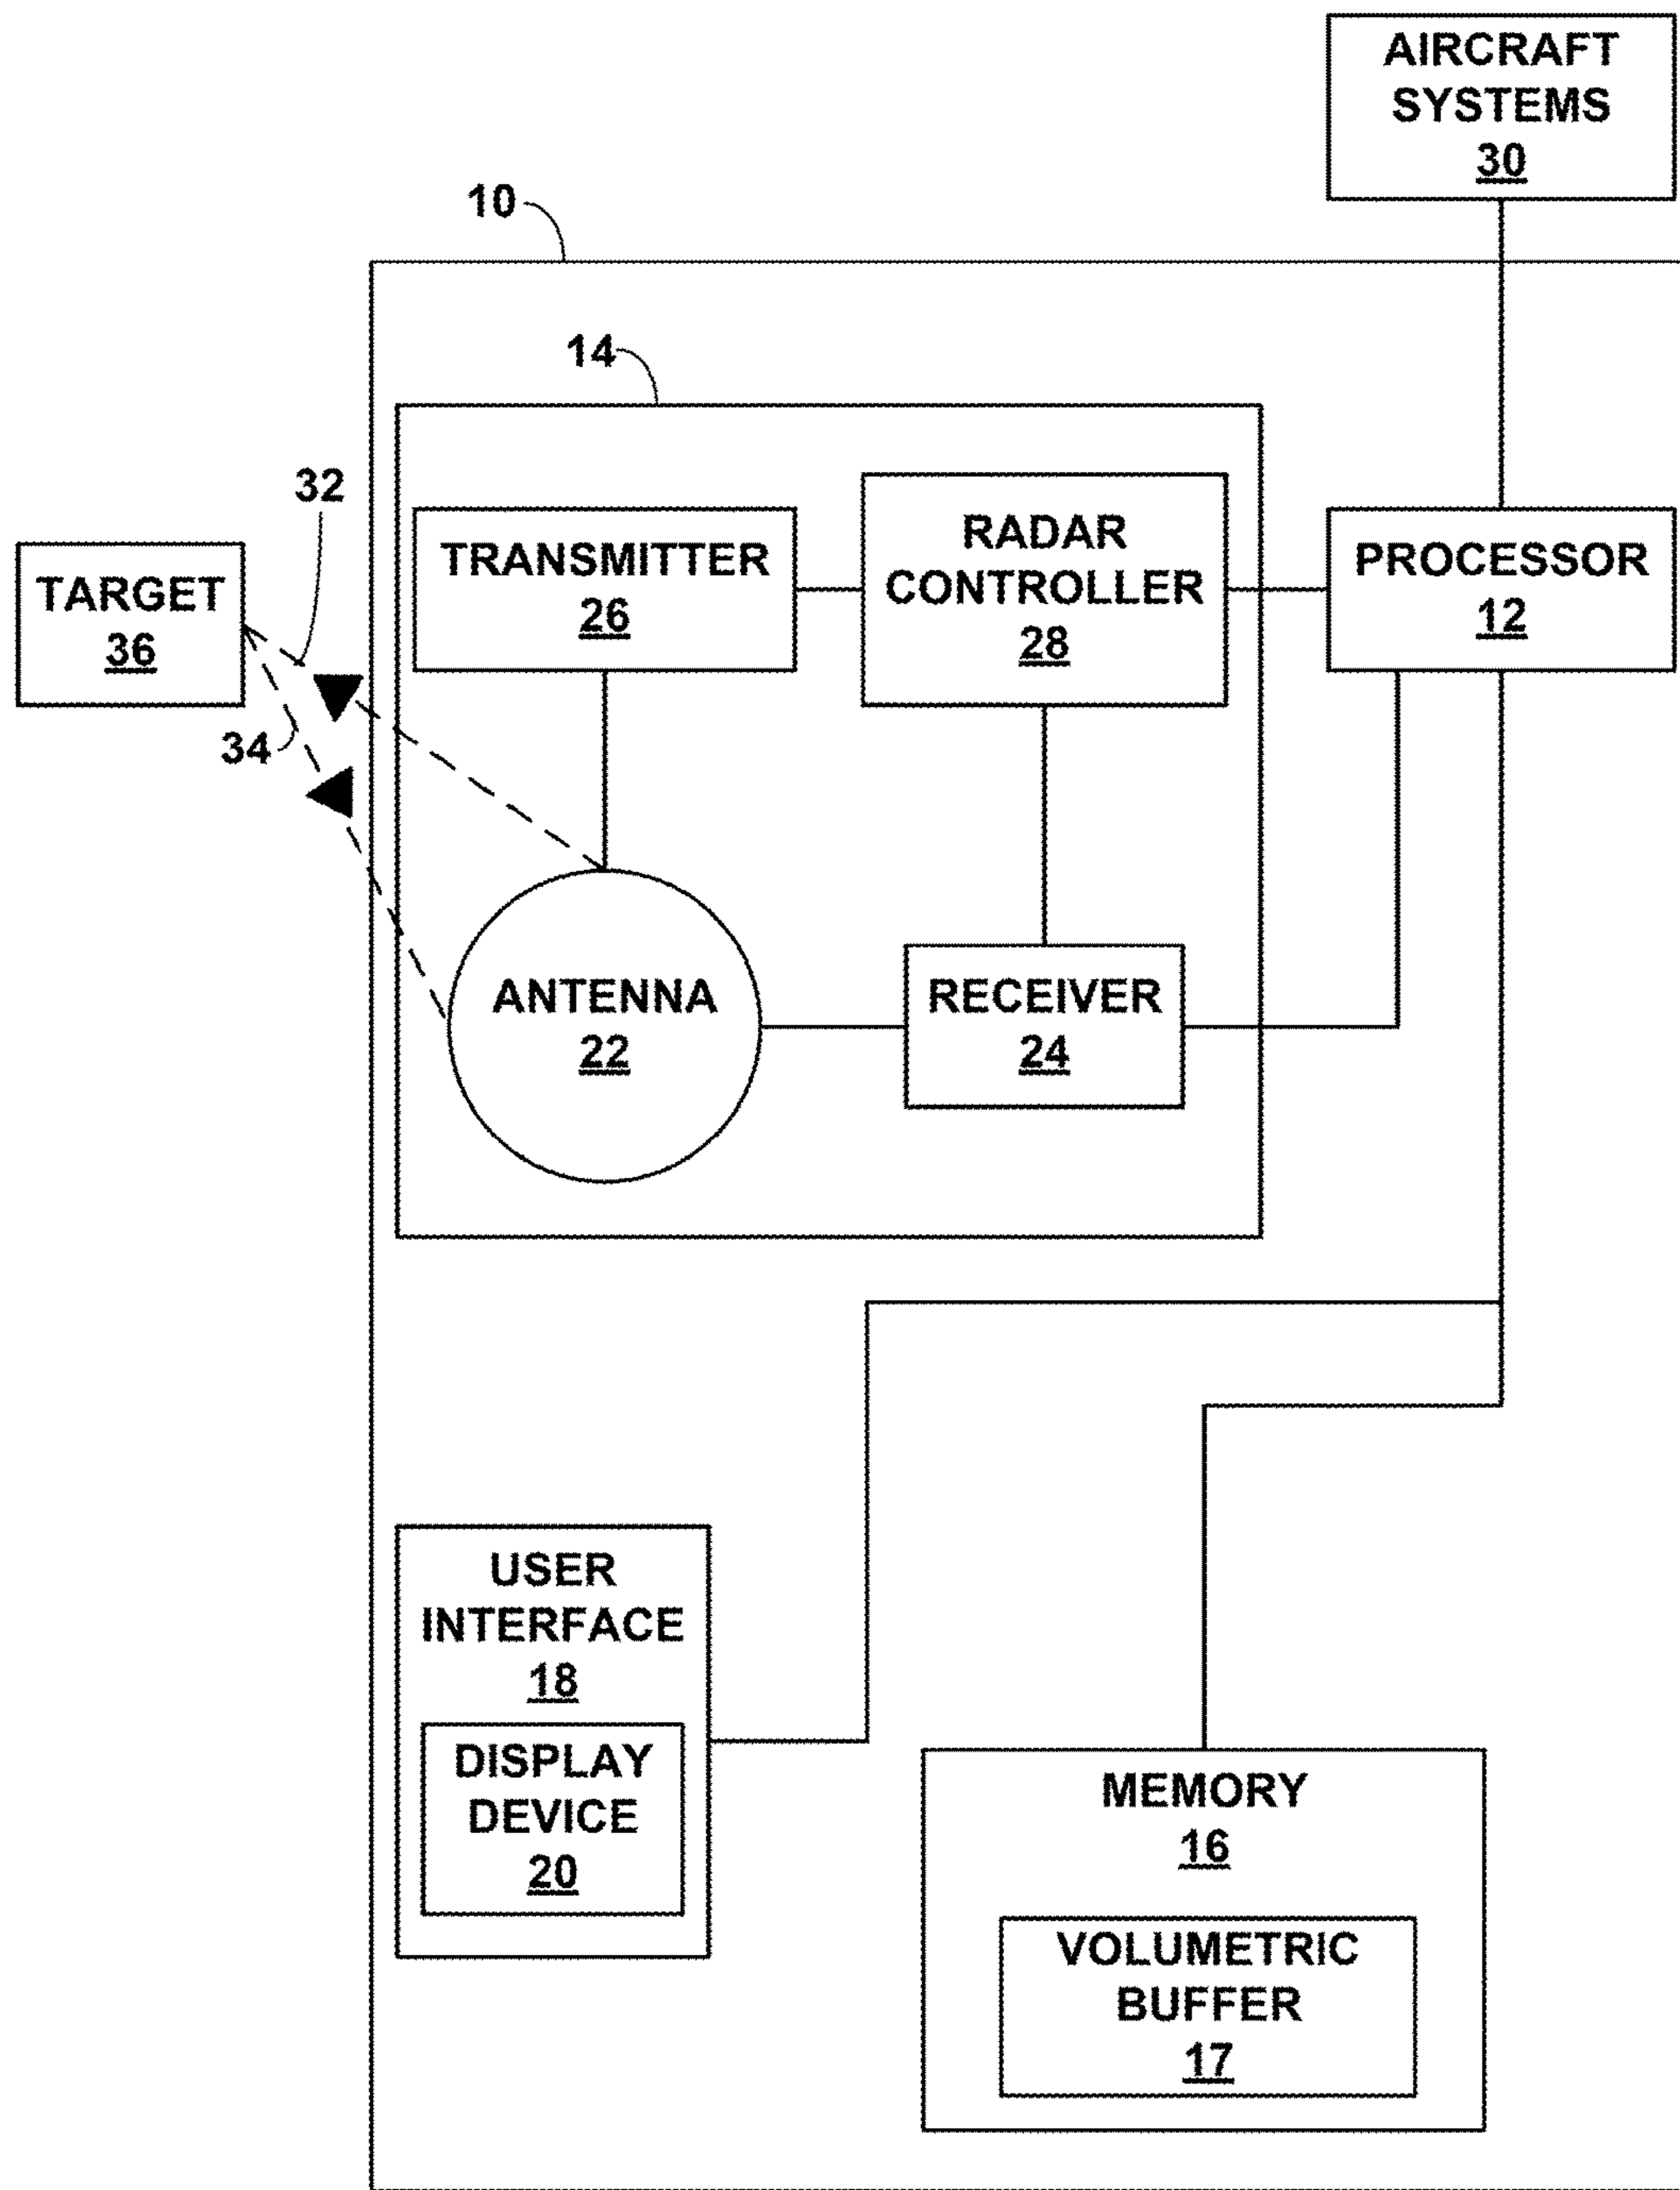 AIRCRAFT
SYSTEMS
30
10
14
32
TRANSMITTER
26
RADAR
CONTROLLER
28
PROCESSOR
12
TARGET
36
34
ANTENNA
22
RECEIVER
24
USER
INTERFACE
18
DISPLAY
DEVICE
20
MEMORY
16
VOLUMETRIC
BUFFER
17